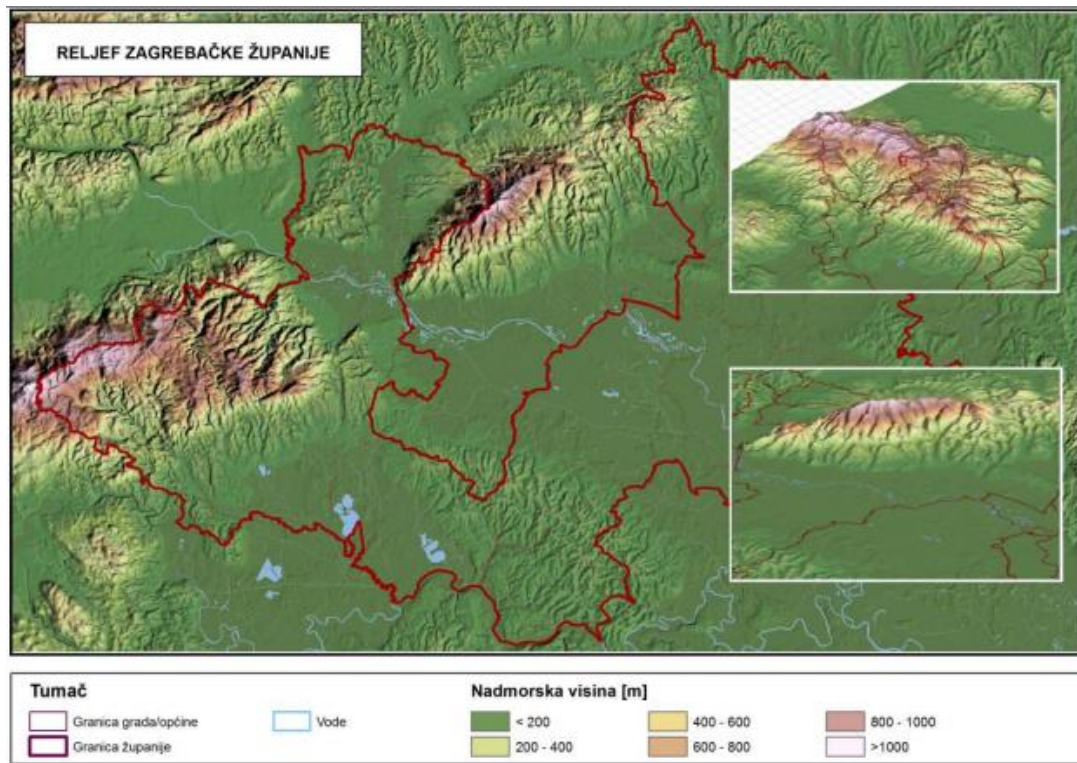 RELJEF ZAGREBAČKE ŽUPANIJE
Tumač
Granica grada/općine
Granica županije
Vode
Nadmorska visina [m]
< 200
200 - 400
400 - 600
600 - 800
800 - 1000
>1000